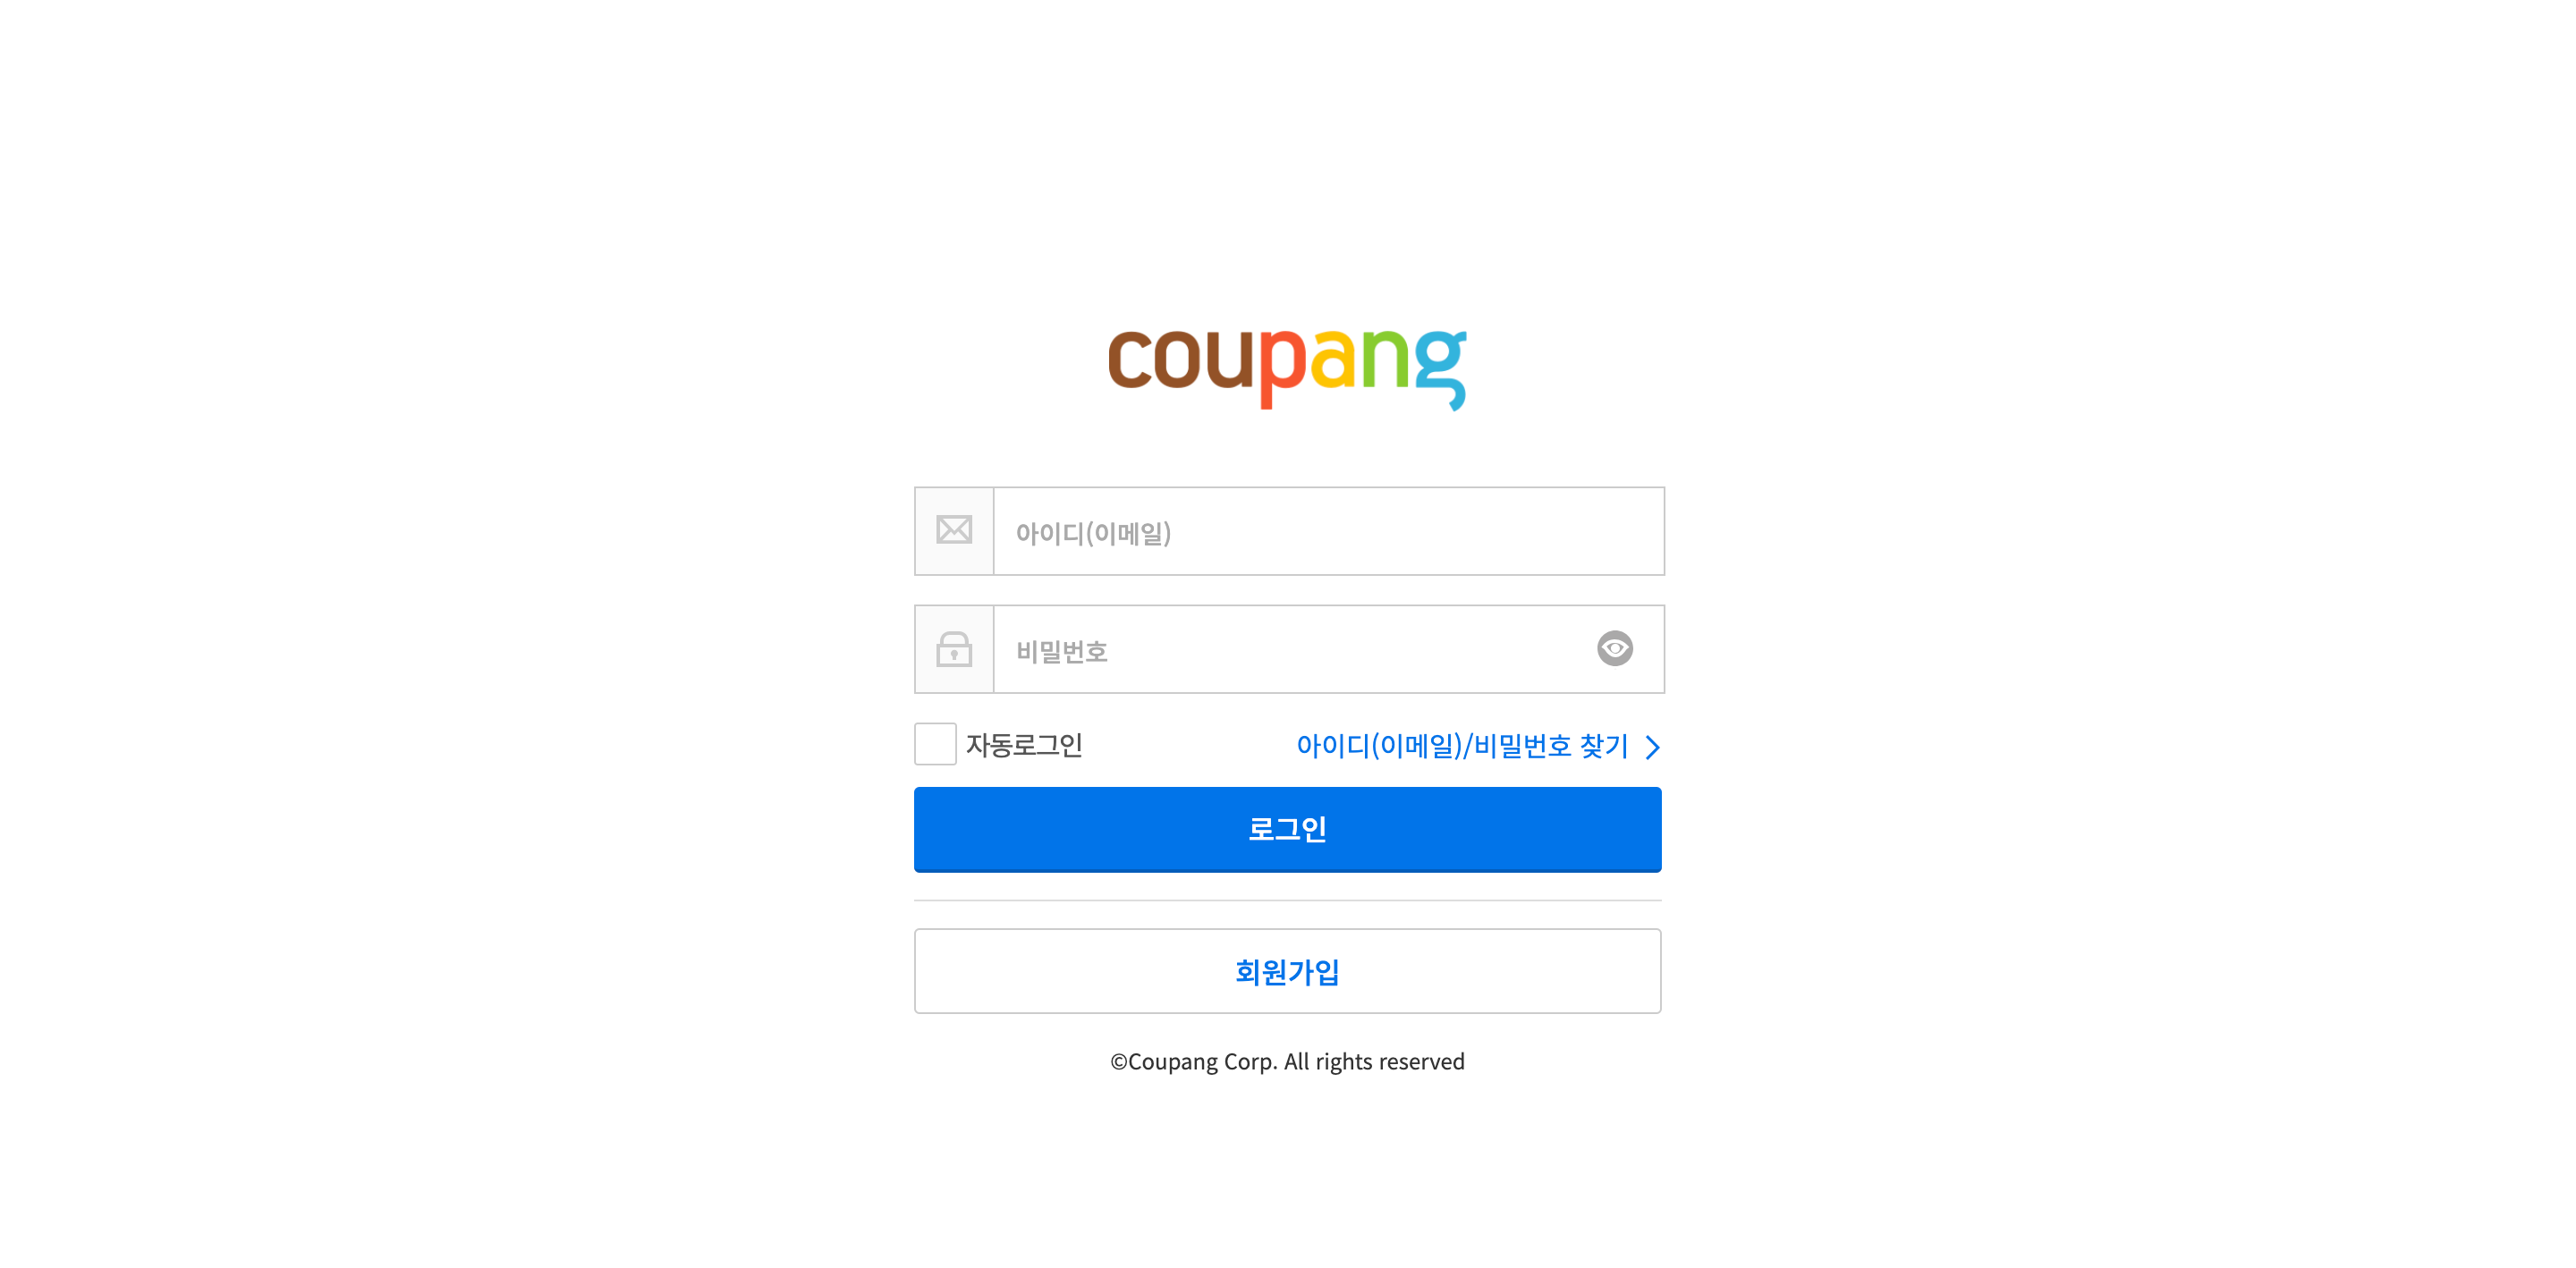 coupang
아이디(이메일)
비밀번호
자동로그인 아이디(이메일)/비밀번호 찾기
로그인
회원가입
©Coupang Corp. All rights reserved